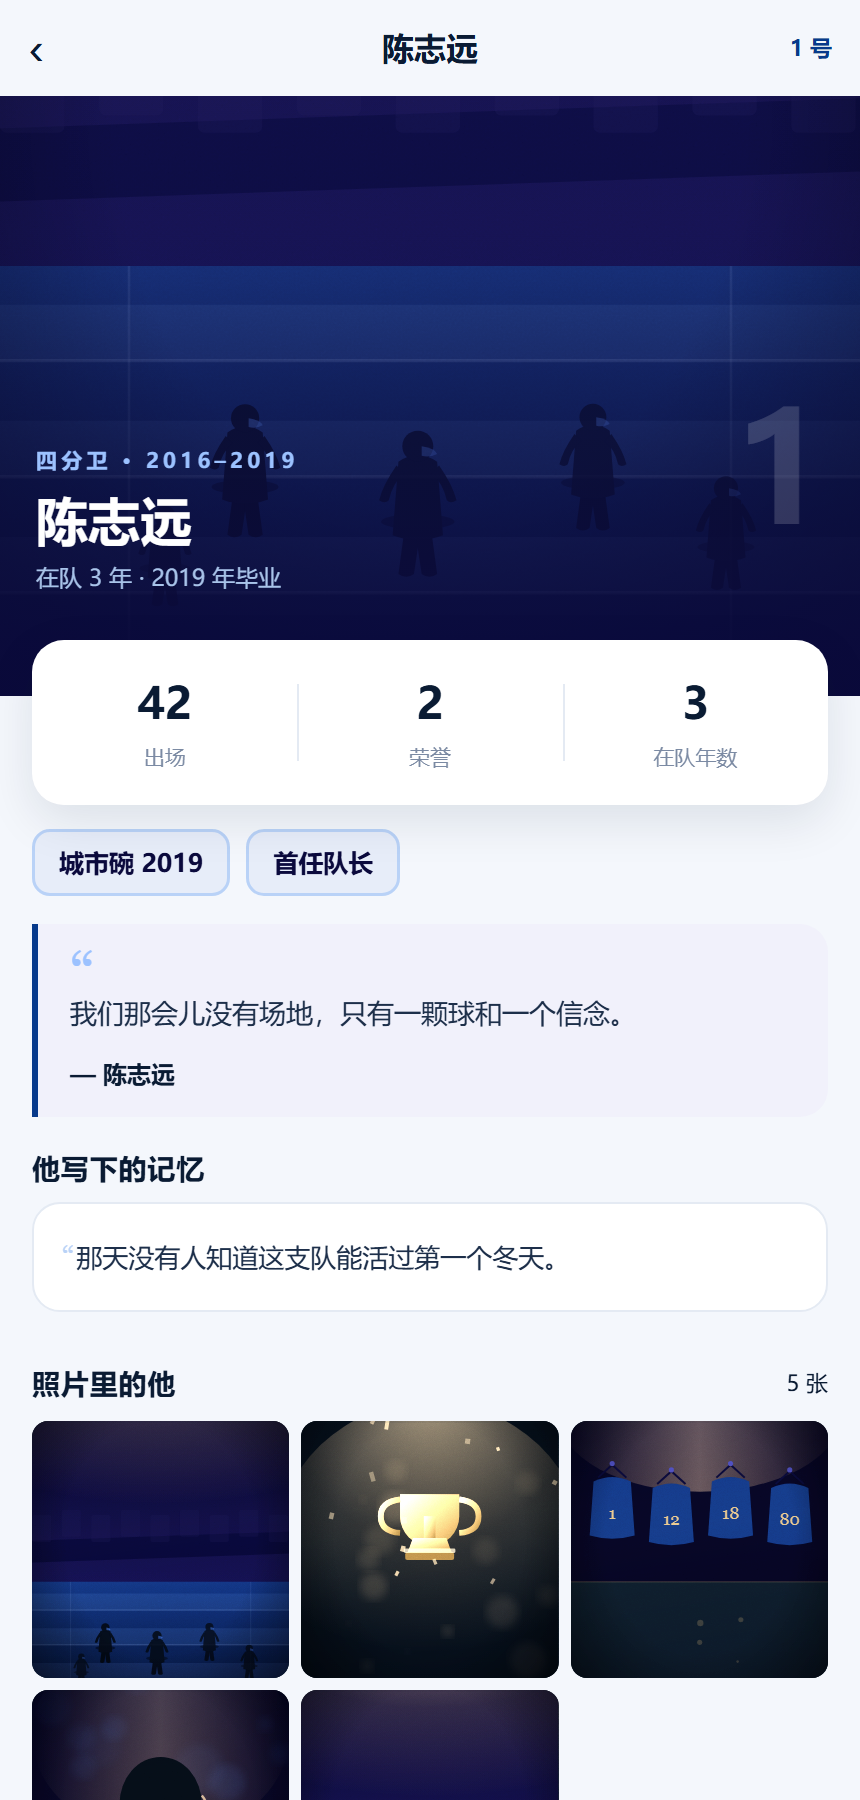 ‹
陈志远
1 号
1
四分卫 • 2016–2019
陈志远
在队 3 年 · 2019 年毕业
42
出场
2
荣誉
3
在队年数
城市碗 2019
首任队长
“
我们那会儿没有场地，只有一颗球和一个信念。
— 陈志远
他写下的记忆
“那天没有人知道这支队能活过第一个冬天。
照片里的他
5 张
1
12
18
80